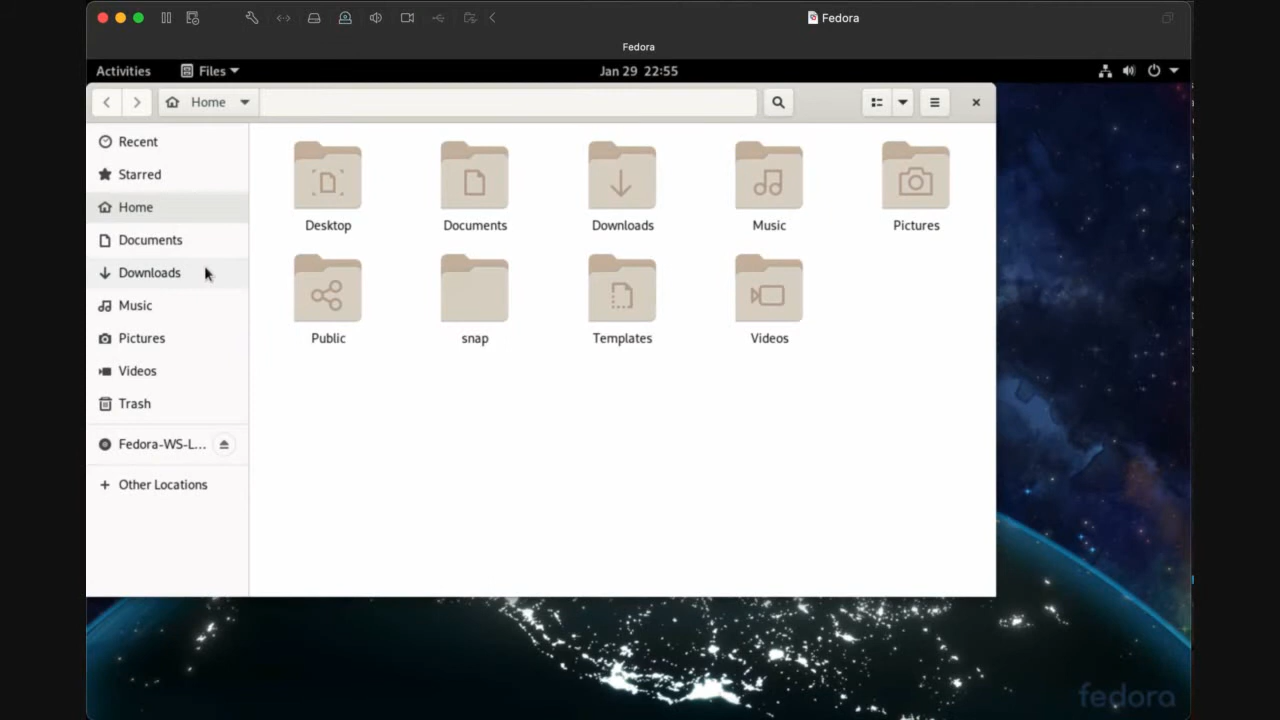 Fedora
Fedora
Activities Files Jan 29 22:55
Home
Recent
Starred
Home
Documents
Downloads
Music
Pictures
Videos
Trash
Fedora-WS-L...
Other Locations
Desktop Documents Downloads Music Pictures
Public snap Templates Videos
fedora